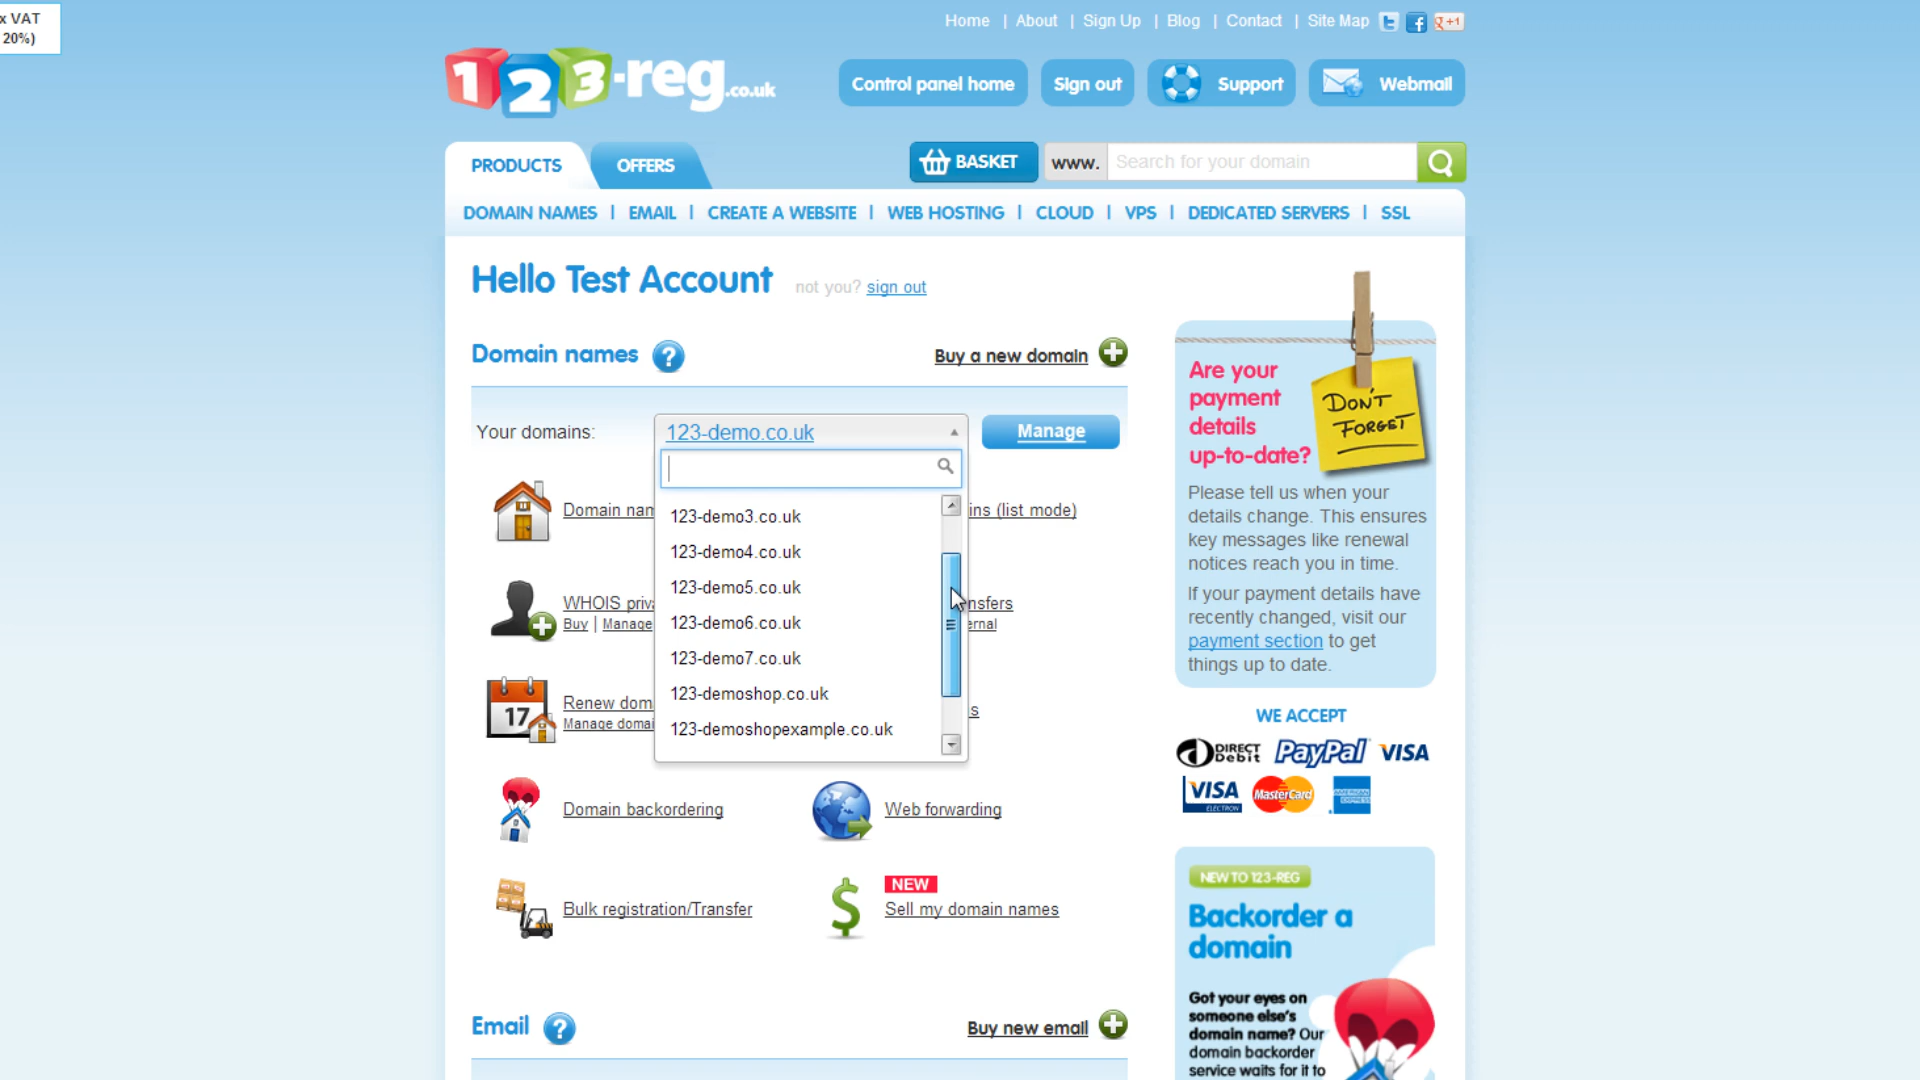 x VAT
20%)
Home | About | Sign Up | Blog | Contact | Site Map
g +1
123-reg.co.uk
Control panel home
Sign out
Support
Webmail
PRODUCTS
OFFERS
BASKET
www.
Search for your domain
DOMAIN NAMES | EMAIL | CREATE A WEBSITE | WEB HOSTING | CLOUD | VPS | DEDICATED SERVERS | SSL
Hello Test Account
not you? sign out
Domain names ?
Buy a new domain
Your domains:
123-demo.co.uk
Manage
123-demo3.co.uk
123-demo4.co.uk
123-demo5.co.uk
123-demo6.co.uk
123-demo7.co.uk
123-demoshop.co.uk
123-demoshopexample.co.uk
Domain nam
ins (list mode)
WHOIS priv
Buy | Manage
nsfers
ernal
17
Renew dom
Manage domai
s
Domain backordering
Web forwarding
Bulk registration/Transfer
NEW
Sell my domain names
Email ?
Buy new email
Are your
payment
details
up-to-date?
DON'T
FORGET
Please tell us when your
details change. This ensures
key messages like renewal
notices reach you in time.
If your payment details have
recently changed, visit our
payment section to get
things up to date.
WE ACCEPT
DIRECT
Debit
PayPal
VISA
VISA
ELECTRON
MasterCard
AMERICAN
EXPRESS
NEW TO 123-REG
Backorder a
domain
Got your eyes on
someone else's
domain name? Our
domain backorder
service waits for it to